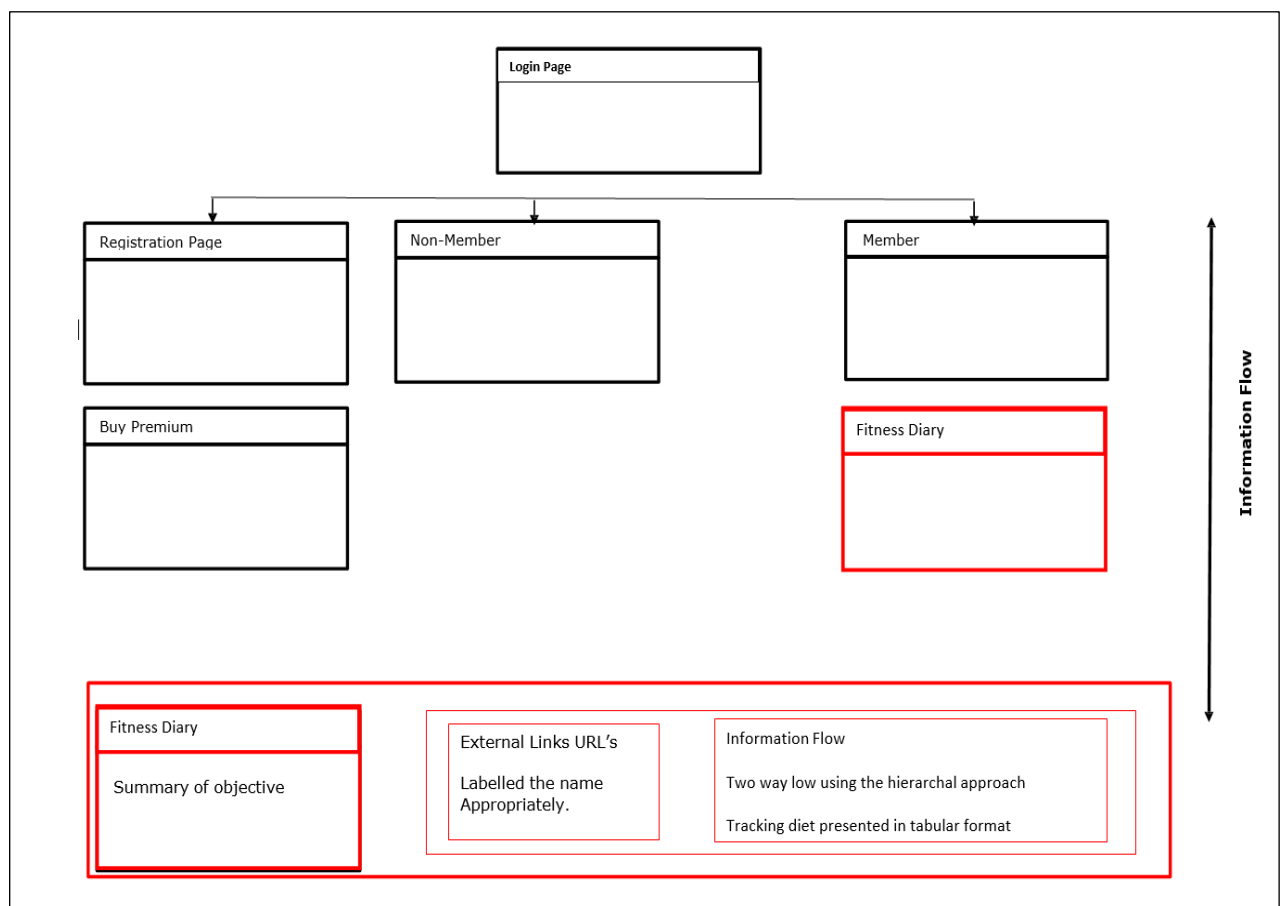 Login Page
Registration Page
Non-Member
Member
Buy Premium
Fitness Diary
Information Flow
Fitness Diary
Summary of objective
External Links URL's
Labelled the name
Appropriately.
Information Flow
Two way low using the hierarchal approach
Tracking diet presented in tabular format